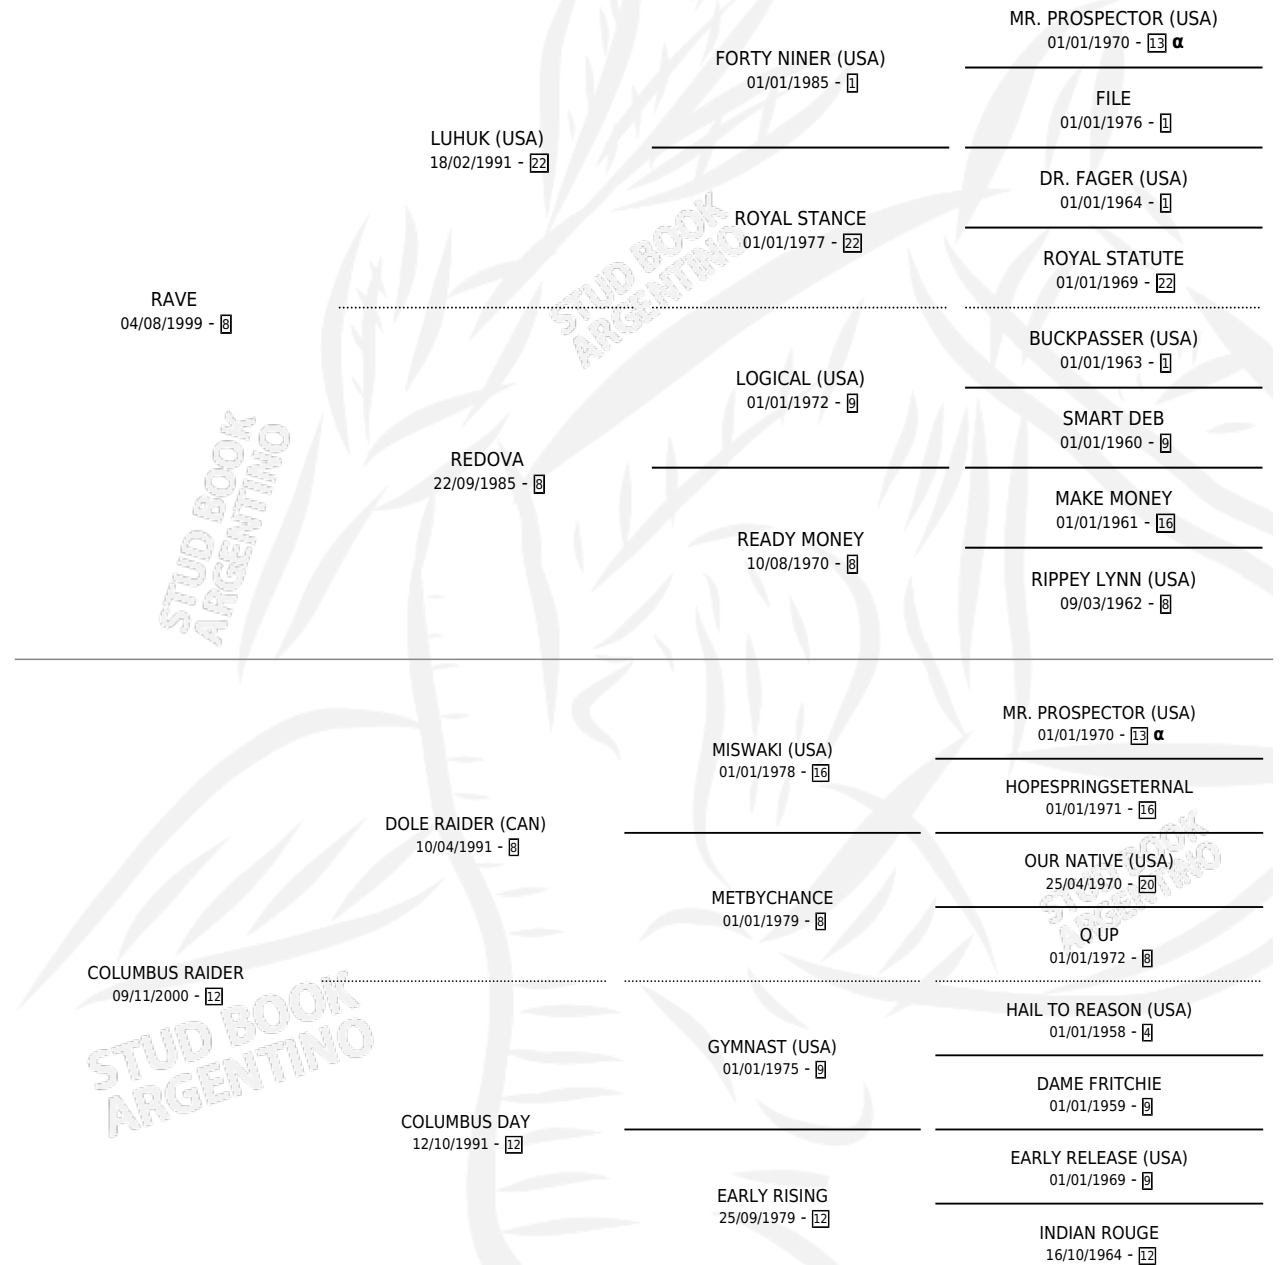 MR. PROSPECTOR (USA)
01/01/1970 - 13 α
FORTY NINER (USA)
01/01/1985 - 1
FILE
01/01/1976 - 1
LUHUK (USA)
18/02/1991 - 22
DR. FAGER (USA)
01/01/1964 - 1
ROYAL STANCE
01/01/1977 - 22
ROYAL STATUTE
01/01/1969 - 22
RAVE
04/08/1999 - 8
BUCKPASSER (USA)
01/01/1963 - 1
LOGICAL (USA)
01/01/1972 - 9
SMART DEB
01/01/1960 - 9
REDOVA
22/09/1985 - 8
MAKE MONEY
01/01/1961 - 16
READY MONEY
10/08/1970 - 8
RIPPEY LYNN (USA)
09/03/1962 - 8
MR. PROSPECTOR (USA)
01/01/1970 - 13 α
MISWAKI (USA)
01/01/1978 - 16
HOPESPRINGSETERNAL
01/01/1971 - 16
DOLE RAIDER (CAN)
10/04/1991 - 8
OUR NATIVE (USA)
25/04/1970 - 20
METBYCHANCE
01/01/1979 - 8
Q UP
01/01/1972 - 8
COLUMBUS RAIDER
09/11/2000 - 12
HAIL TO REASON (USA)
01/01/1958 - 4
GYMNAST (USA)
01/01/1975 - 9
DAME FRITCHIE
01/01/1959 - 9
COLUMBUS DAY
12/10/1991 - 12
EARLY RELEASE (USA)
01/01/1969 - 9
EARLY RISING
25/09/1979 - 12
INDIAN ROUGE
16/10/1964 - 12
STUD BOOK
ARGENTINO
STUD BOOK
ARGENTINO
STUD BOOK
ARGENTINO
STUD BOOK
ARGENTINO